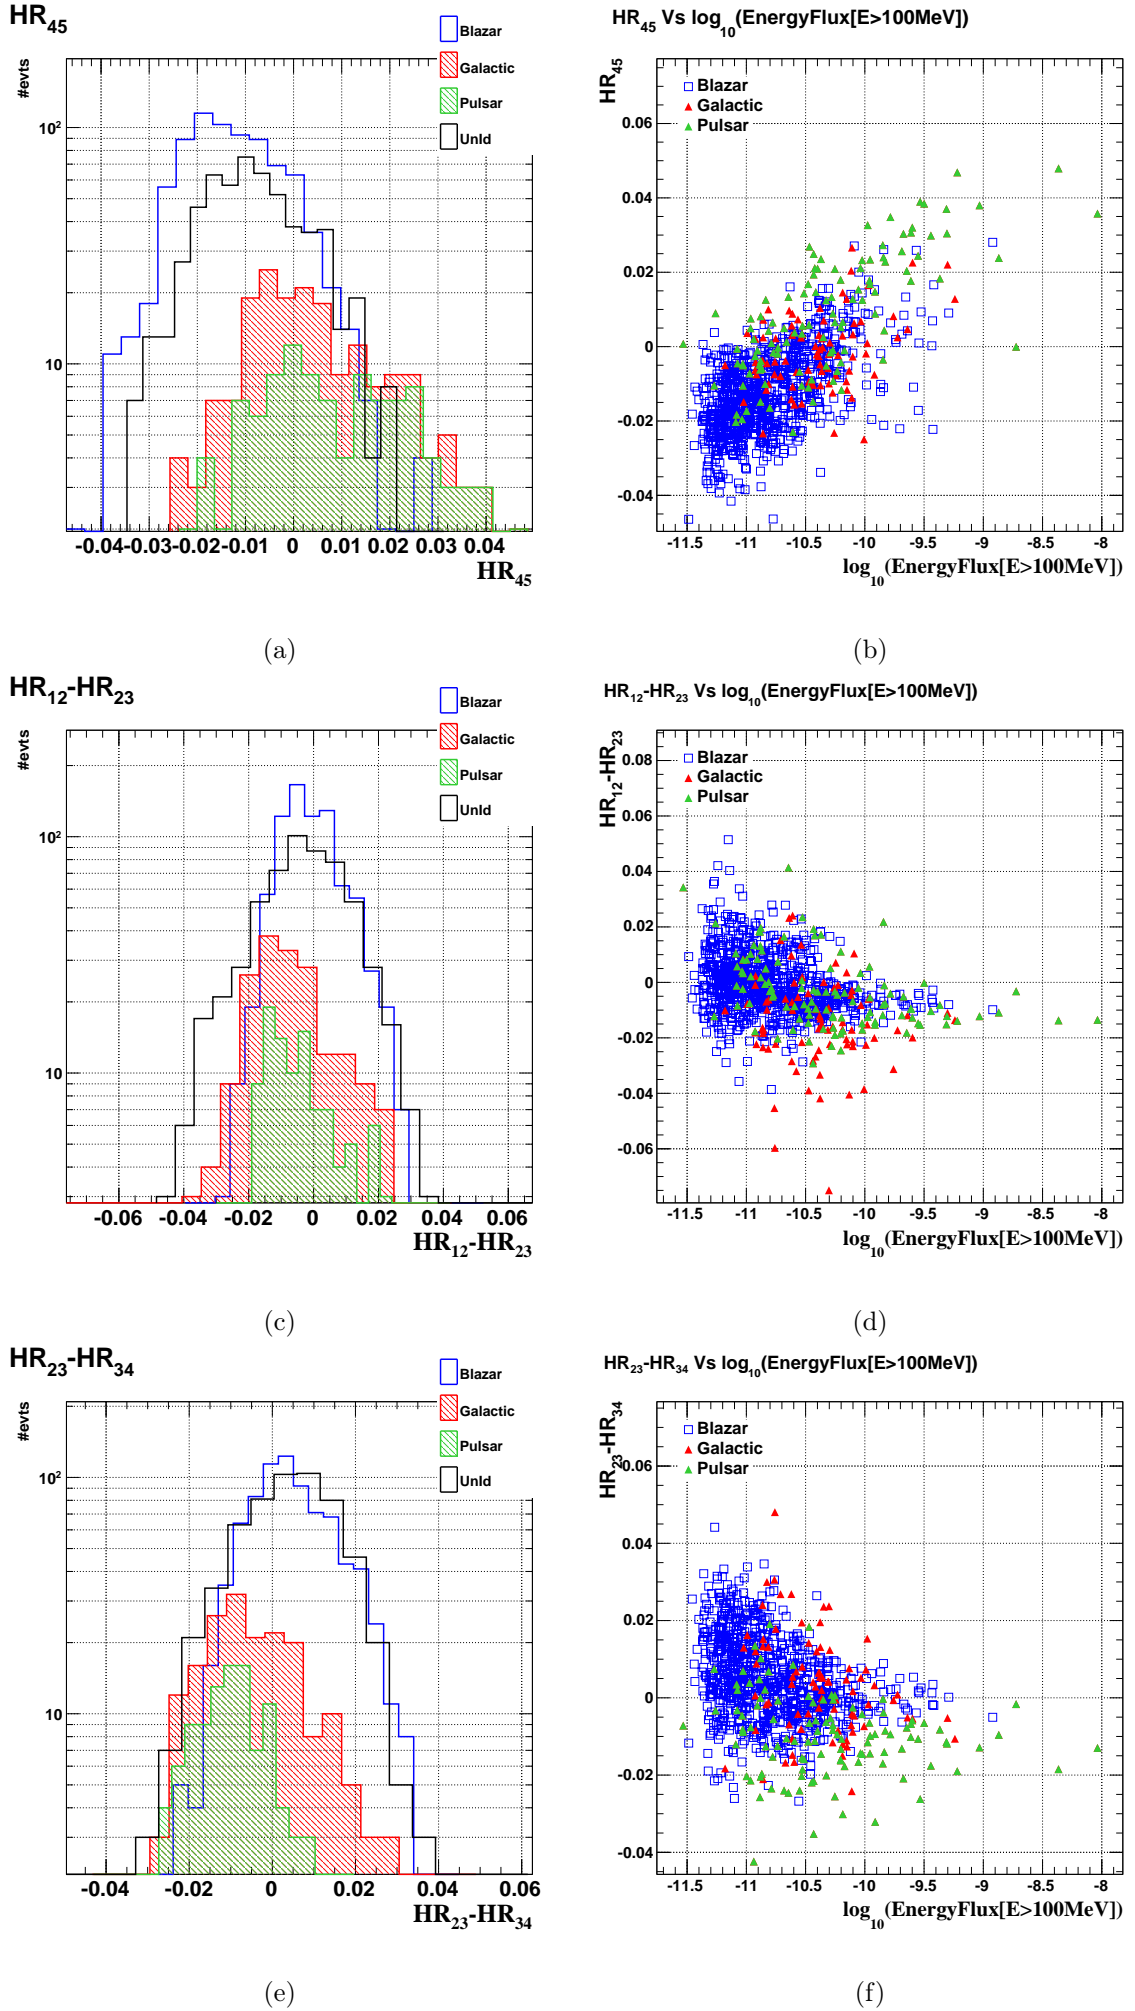 HR45
Blazar
Galactic
Pulsar
UnId
#evts
10²
10
-0.04 -0.03 -0.02 -0.01 0 0.01 0.02 0.03 0.04
HR45
(a)
HR45 Vs log10(EnergyFlux[E>100MeV])
HR45
Blazar
Galactic
Pulsar
0.06
0.04
0.02
0
-0.02
-0.04
-11.5 -11 -10.5 -10 -9.5 -9 -8.5 -8
log10(EnergyFlux[E>100MeV])
(b)
HR12-HR23
Blazar
Galactic
Pulsar
UnId
#evts
10²
10
-0.06 -0.04 -0.02 0 0.02 0.04 0.06
HR12-HR23
(c)
HR12-HR23 Vs log10(EnergyFlux[E>100MeV])
HR12-HR23
Blazar
Galactic
Pulsar
0.08
0.06
0.04
0.02
0
-0.02
-0.04
-0.06
-11.5 -11 -10.5 -10 -9.5 -9 -8.5 -8
log10(EnergyFlux[E>100MeV])
(d)
HR23-HR34
Blazar
Galactic
Pulsar
UnId
#evts
10²
10
-0.04 -0.02 0 0.02 0.04 0.06
HR23-HR34
(e)
HR23-HR34 Vs log10(EnergyFlux[E>100MeV])
HR23-HR34
Blazar
Galactic
Pulsar
0.06
0.04
0.02
0
-0.02
-0.04
-11.5 -11 -10.5 -10 -9.5 -9 -8.5 -8
log10(EnergyFlux[E>100MeV])
(f)